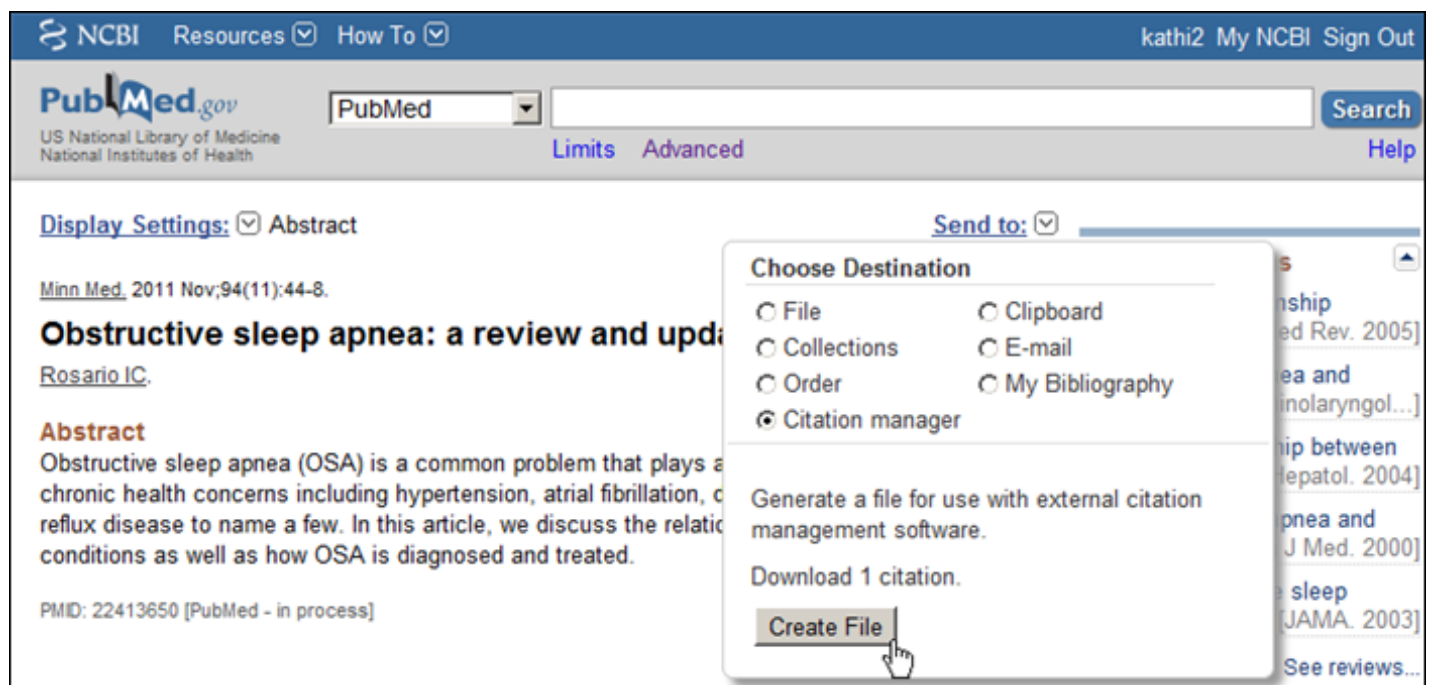 NCBI Resources How To kathi2 My NCBI Sign Out
PubMed.gov PubMed Search
US National Library of Medicine
National Institutes of Health
Limits Advanced Help
Display Settings: Abstract Send to:
Minn Med. 2011 Nov;94(11):44-8.
Obstructive sleep apnea: a review and upda
Rosario IC.
Abstract
Obstructive sleep apnea (OSA) is a common problem that plays a
chronic health concerns including hypertension, atrial fibrillation,
reflux disease to name a few. In this article, we discuss the relatio
conditions as well as how OSA is diagnosed and treated.
PMID: 22413650 [PubMed - in process]
Choose Destination
File Clipboard
Collections E-mail
Order My Bibliography
Citation manager
Generate a file for use with external citation
management software.
Download 1 citation.
Create File
s
nship
ed Rev. 2005]
ea and
inolaryngol...]
ip between
Hepatol. 2004]
pnea and
J Med. 2000]
sleep
[JAMA. 2003]
See reviews...